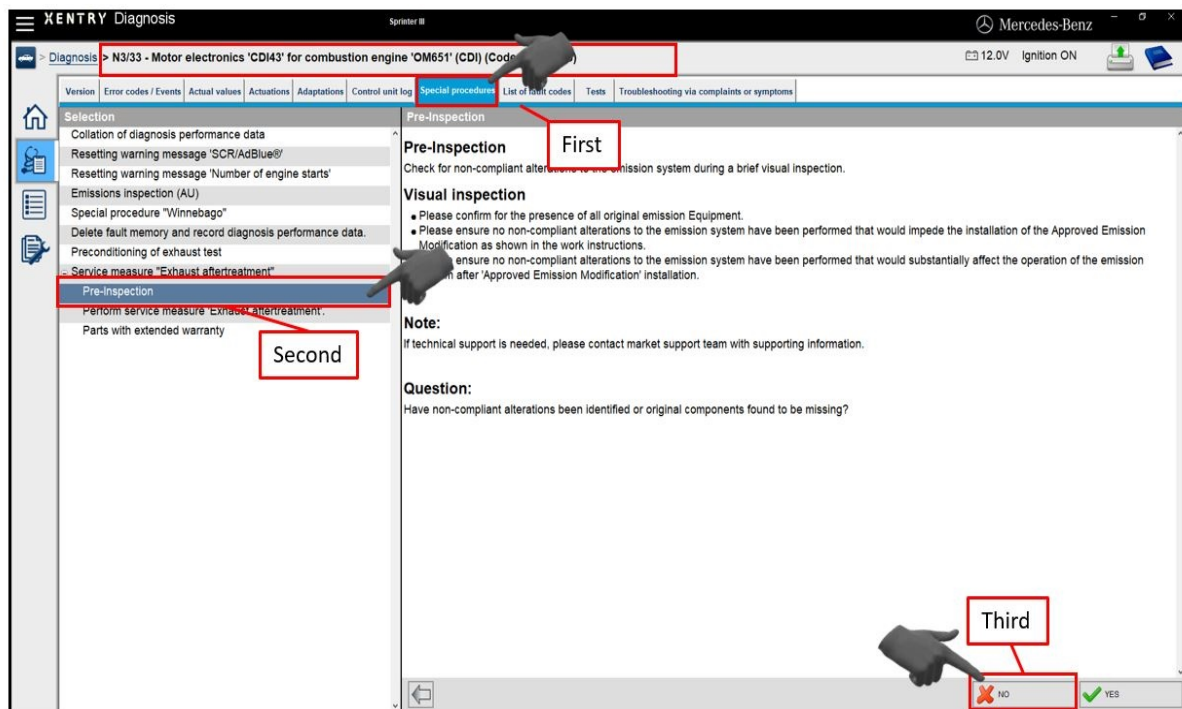 XENTRY Diagnosis
Sprinter III
Mercedes-Benz
> Diagnosis > N3/33 - Motor electronics 'CDI43' for combustion engine 'OM651' (CDI) (Cod
12.0V Ignition ON
Version Error codes / Events Actual values Actuations Adaptations Control unit log Special procedures List of fault codes Tests Troubleshooting via complaints or symptoms
Selection
Collation of diagnosis performance data
Resetting warning message 'SCR/AdBlue®'
Resetting warning message 'Number of engine starts'
Emissions inspection (AU)
Special procedure "Winnebago"
Delete fault memory and record diagnosis performance data.
Preconditioning of exhaust test
Service measure "Exhaust aftertreatment"
Pre-Inspection
Perform service measure 'Exhaust aftertreatment'.
Parts with extended warranty
Pre-Inspection
Pre-Inspection
Check for non-compliant alterations to the emission system during a brief visual inspection.
Visual inspection
• Please confirm for the presence of all original emission Equipment.
• Please ensure no non-compliant alterations to the emission system have been performed that would impede the installation of the Approved Emission
Modification as shown in the work instructions.
ensure no non-compliant alterations to the emission system have been performed that would substantially affect the operation of the emission
after 'Approved Emission Modification' installation.
Note:
If technical support is needed, please contact market support team with supporting information.
Question:
Have non-compliant alterations been identified or original components found to be missing?
First
Second
Third
NO
YES